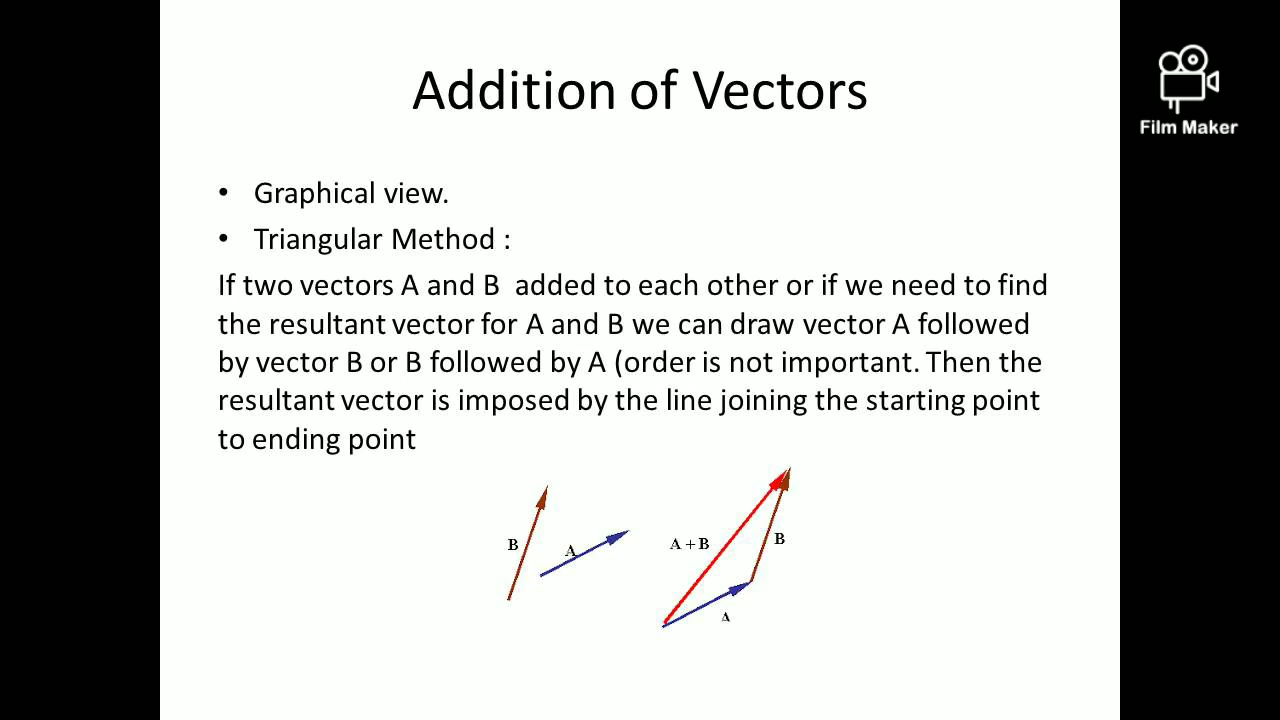 Addition of Vectors
Film Maker
• Graphical view.
• Triangular Method :
If two vectors A and B  added to each other or if we need to find
the resultant vector for A and B we can draw vector A followed
by vector B or B followed by A (order is not important. Then the
resultant vector is imposed by the line joining the starting point
to ending point
B
A
A + B
B
A